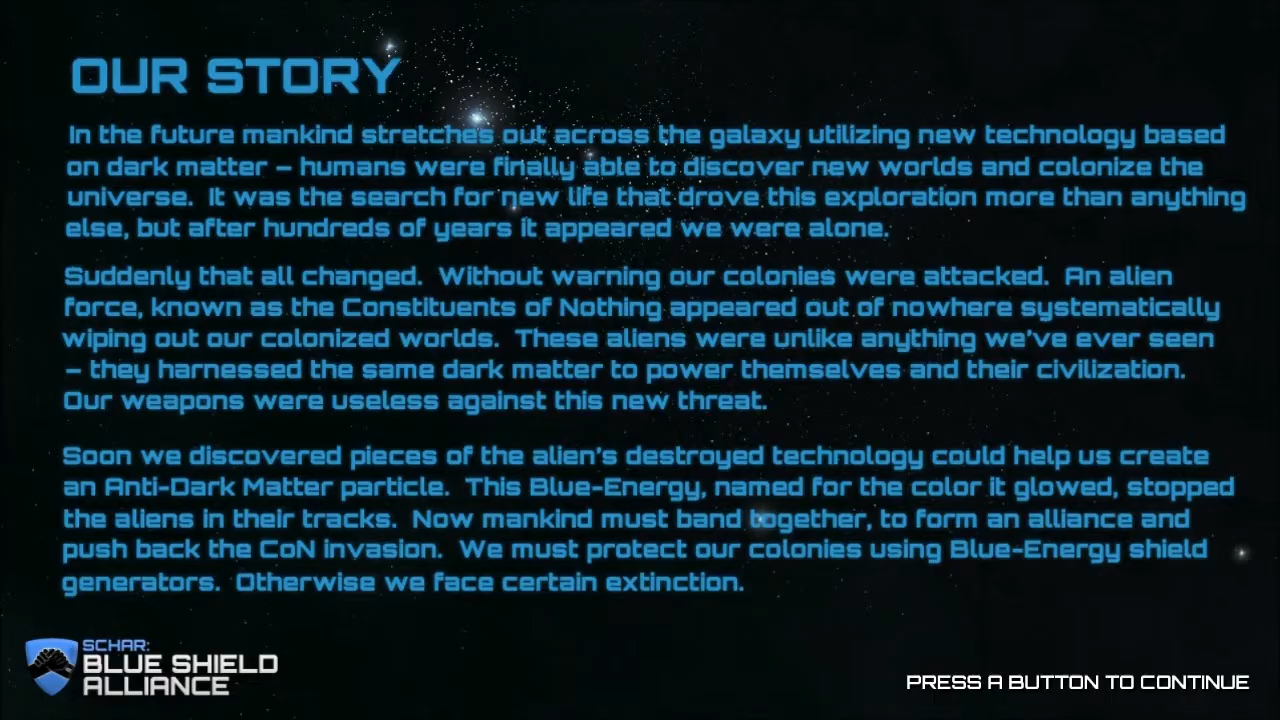 OUR STORY
In the future mankind stretches out across the galaxy utilizing new technology based
on dark matter – humans were finally able to discover new worlds and colonize the
universe.  It was the search for new life that drove this exploration more than anything
else, but after hundreds of years it appeared we were alone.
Suddenly that all changed.  Without warning our colonies were attacked.  An alien
force, known as the Constituents of Nothing appeared out of nowhere systematically
wiping out our colonized worlds.  These aliens were unlike anything we've ever seen
– they harnessed the same dark matter to power themselves and their civilization.
Our weapons were useless against this new threat.
Soon we discovered pieces of the alien's destroyed technology could help us create
an Anti-Dark Matter particle.  This Blue-Energy, named for the color it glowed, stopped
the aliens in their tracks.  Now mankind must band together, to form an alliance and
push back the CoN invasion.  We must protect our colonies using Blue-Energy shield
generators.  Otherwise we face certain extinction.
SCHAR:
BLUE SHIELD
ALLIANCE
PRESS A BUTTON TO CONTINUE